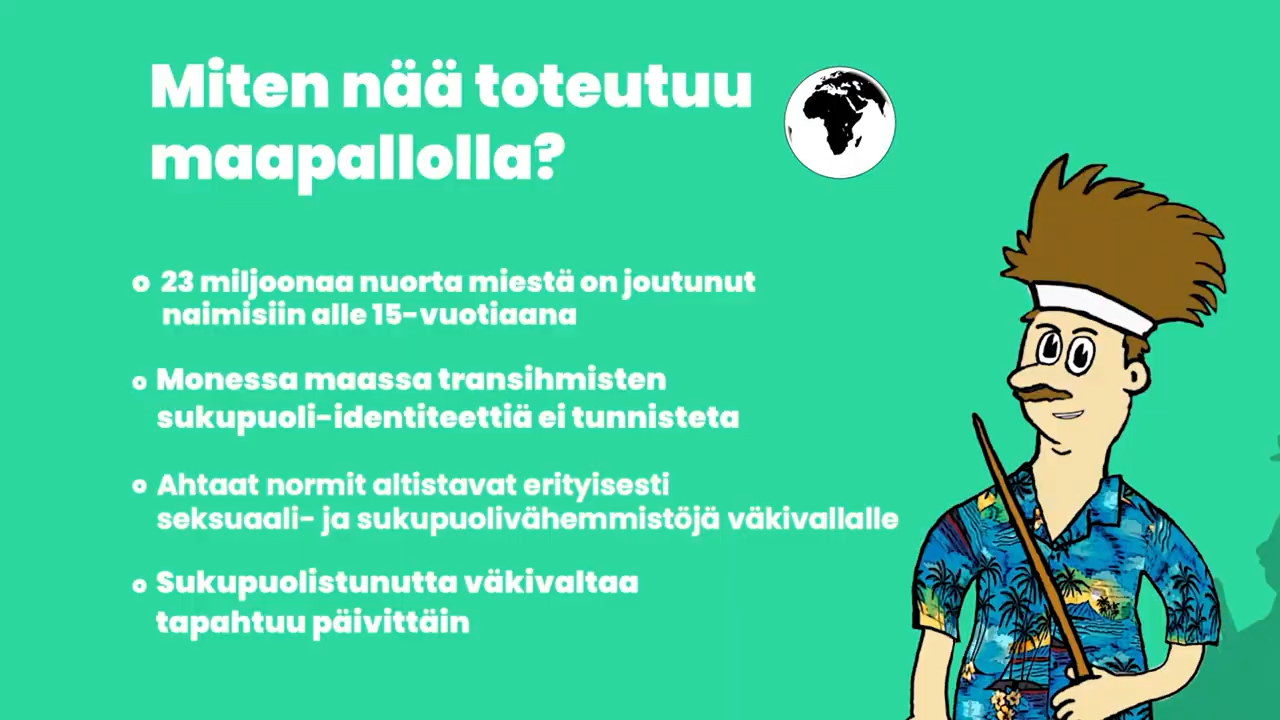 Miten nää toteutuu
maapallolla?
o 23 miljoonaa nuorta miestä on joutunut
naimisiin alle 15-vuotiaana
o Monessa maassa transihmisten
sukupuoli-identiteettiä ei tunnisteta
o Ahtaat normit altistavat erityisesti
seksuaali- ja sukupuolivähemmistöjä väkivallalle
o Sukupuolistunutta väkivaltaa
tapahtuu päivittäin